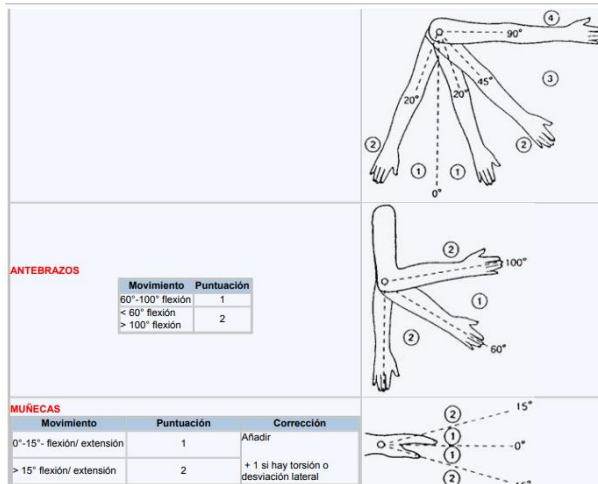 ④
90°
③
45°
20°
20°
②
②
①
①
0°
ANTEBRAZOS
Movimiento Puntuación
60°-100° flexión 1
< 60° flexión
> 100° flexión
2
②
100°
①
②
60°
MUÑECAS
Movimiento Puntuación Corrección
0°-15°- flexión/ extensión 1 Añadir
> 15° flexión/ extensión 2 + 1 si hay torsión o
desviación lateral
15°
②
①
0°
①
②